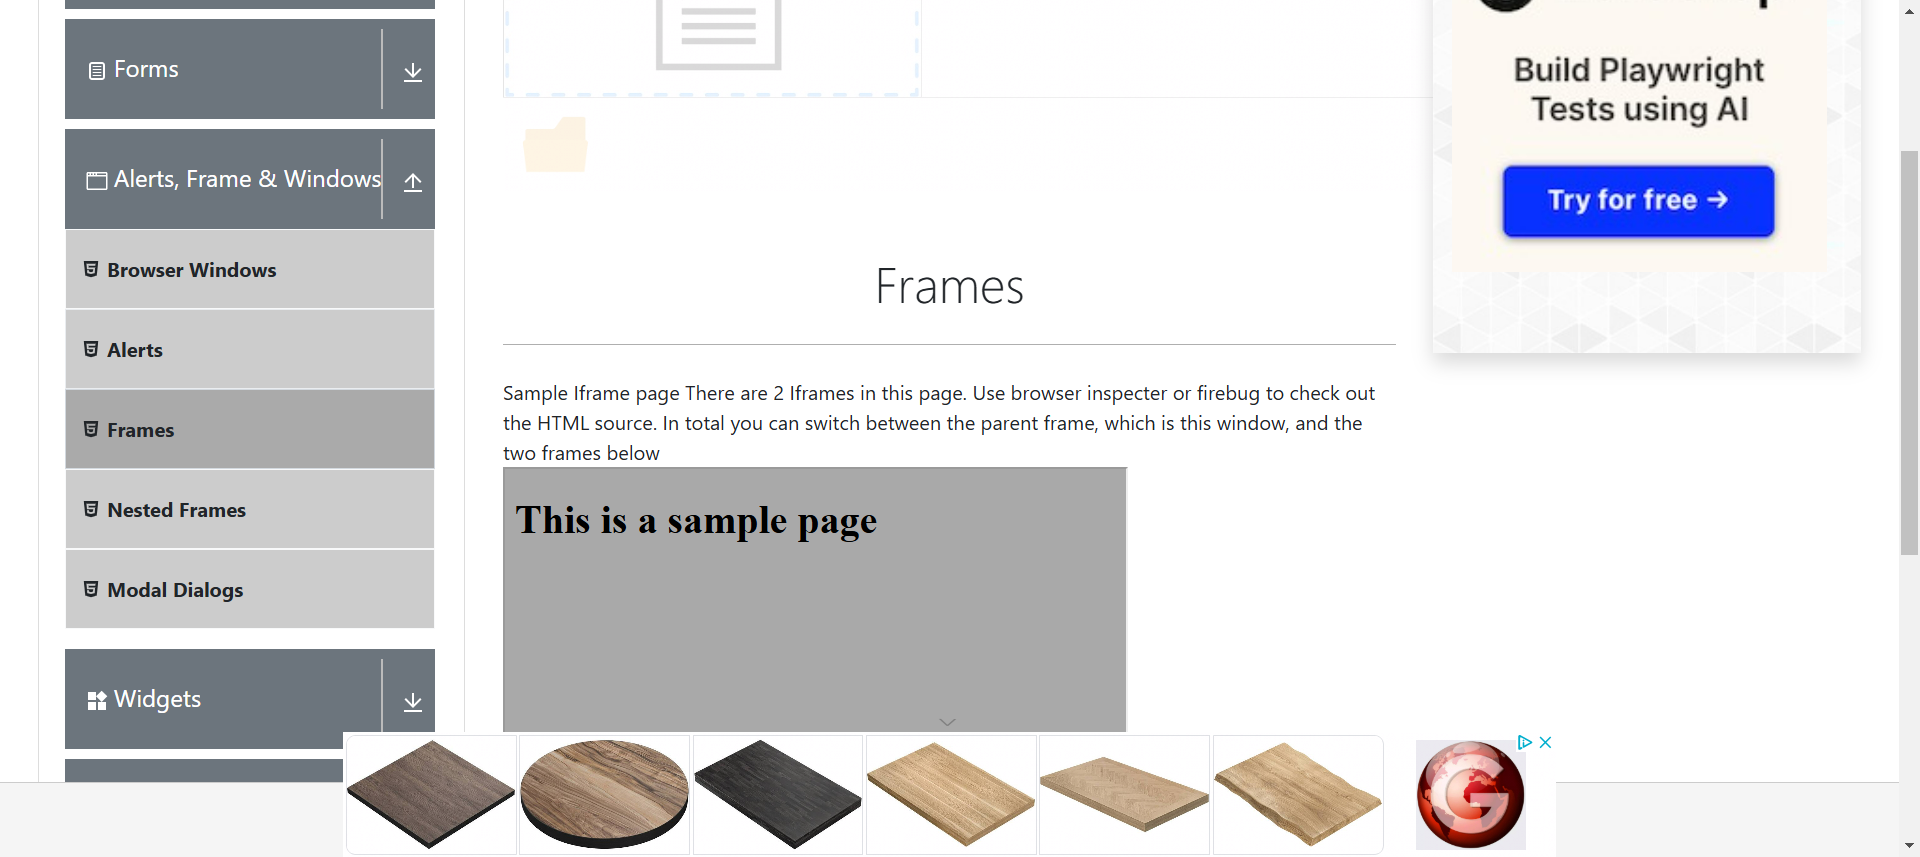 Forms
Alerts, Frame & Windows
Browser Windows
Alerts
Frames
Nested Frames
Modal Dialogs
Widgets
Frames
Sample Iframe page There are 2 Iframes in this page. Use browser inspecter or firebug to check out
the HTML source. In total you can switch between the parent frame, which is this window, and the
two frames below
This is a sample page
Build Playwright
Tests using AI
Try for free →
G